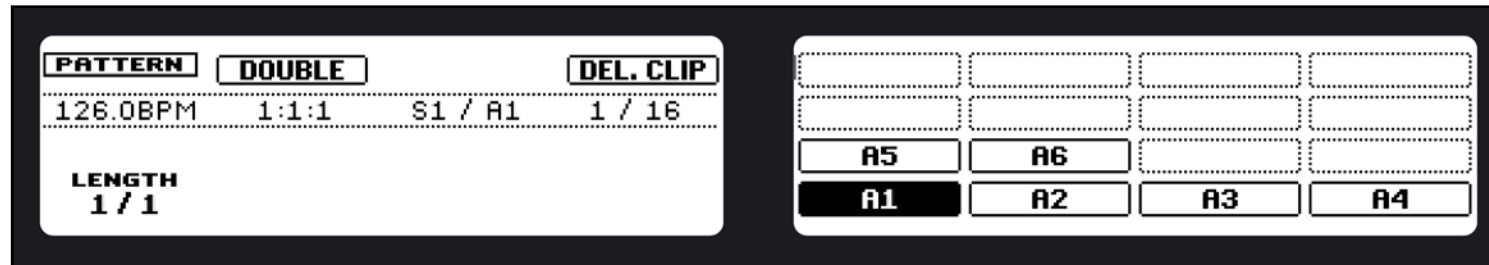 PATTERN DOUBLE DEL. CLIP
126.0BPM 1:1:1 S1 / A1 1 / 16
LENGTH
1 / 1
A5 A6
A1 A2 A3 A4